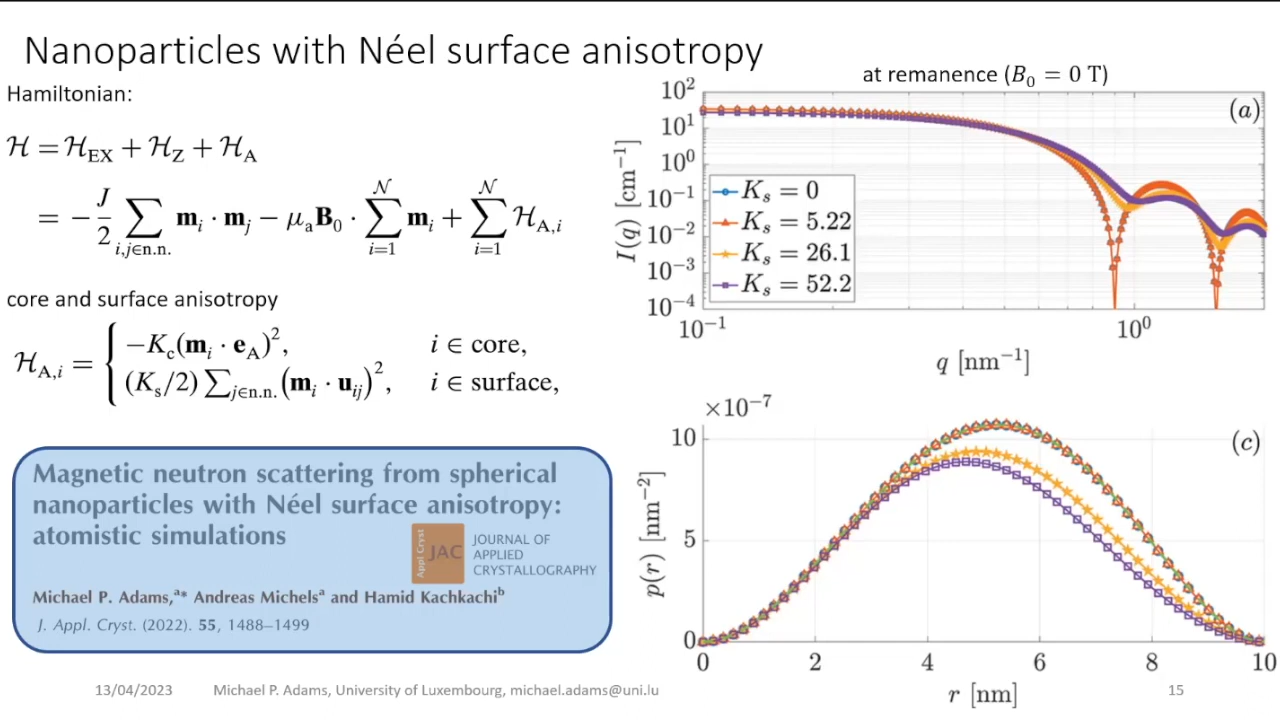 Nanoparticles with Néel surface anisotropy
Hamiltonian:
ℋ = ℋ_EX + ℋ_Z + ℋ_A
= − J/2 ∑_{i,j∈n.n.} m_i · m_j − μ_a B_0 · ∑_{i=1}^{𝒩} m_i + ∑_{i=1}^{𝒩} ℋ_{A,i}
core and surface anisotropy
ℋ_{A,i} = {
−K_c(m_i · e_A)^2, i ∈ core,
(K_s/2) ∑_{j∈n.n.} (m_i · u_{ij})^2, i ∈ surface,
Magnetic neutron scattering from spherical
nanoparticles with Néel surface anisotropy:
atomistic simulations
Appl Cryst
JAC
JOURNAL OF
APPLIED
CRYSTALLOGRAPHY
Michael P. Adams,^a* Andreas Michels^a and Hamid Kachkachi^b
J. Appl. Cryst. (2022). 55, 1488–1499
at remanence (B_0 = 0 T)
(a)
I(q) [cm^−1]
10^2
10^1
10^0
10^−1
10^−2
10^−3
10^−4
K_s = 0
K_s = 5.22
K_s = 26.1
K_s = 52.2
10^−1 10^0
q [nm^−1]
×10^−7
(c)
p(r) [nm^−2]
10
5
0
0 2 4 6 8 10
r [nm]
13/04/2023 Michael P. Adams, University of Luxembourg, michael.adams@uni.lu 15